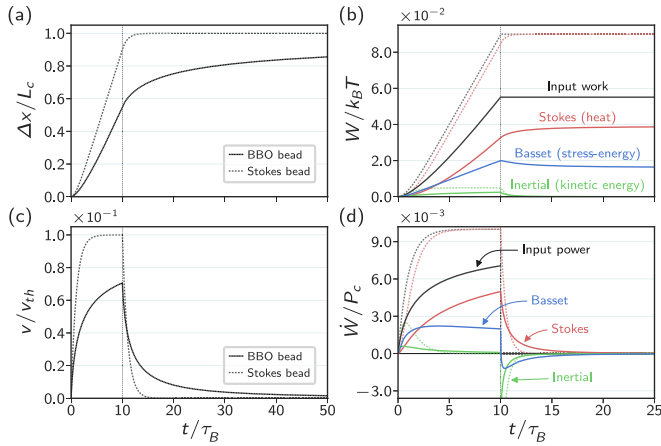 (a)
1.0
0.8
0.6
0.4
0.2
0.0
Δx/L_c
BBO bead
Stokes bead
(b)
×10⁻²
8.0
6.0
4.0
2.0
0.0
W/k_BT
Input work
Stokes (heat)
Basset (stress-energy)
Inertial (kinetic energy)
(c)
×10⁻¹
1.0
0.8
0.6
0.4
0.2
0.0
v/v_th
BBO bead
Stokes bead
0 10 20 30 40 50
t/τ_B
(d)
×10⁻³
9.0
6.0
3.0
0.0
−3
Ẇ/P_c
Input power
Basset
Stokes
Inertial
0 5 10 15 20 25
t/τ_B